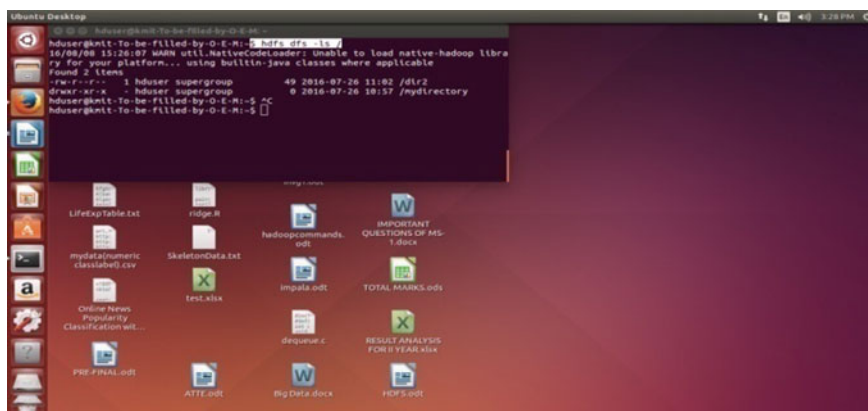 Ubuntu Desktop
En
3:28 PM
hduser@kmit-To-be-filled-by-O-E-M: ~
hduser@kmit-To-be-filled-by-O-E-M:~$ hdfs dfs -ls /
16/08/08 15:26:07 WARN util.NativeCodeLoader: Unable to load native-hadoop libra
ry for your platform... using builtin-java classes where applicable
Found 2 items
-rw-r--r--   1 hduser supergroup         49 2016-07-26 11:02 /dir2
drwxr-xr-x   - hduser supergroup          0 2016-07-26 10:57 /mydirectory
hduser@kmit-To-be-filled-by-O-E-M:~$ ^C
hduser@kmit-To-be-filled-by-O-E-M:~$
LifeExpTable.txt
ridge.R
hadoopcommands.
odt
IMPORTANT
QUESTIONS OF MS-
1.docx
mydata(numeric
classlabel).csv
SkeletonData.txt
test.xlsx
impala.odt
TOTAL MARKS.ods
Online News
Popularity
Classification wit...
dequeue.c
RESULT ANALYSIS
FOR II YEAR.xlsx
PRE-FINAL.odt
ATTE.odt
Big Data.docx
HDFS.odt